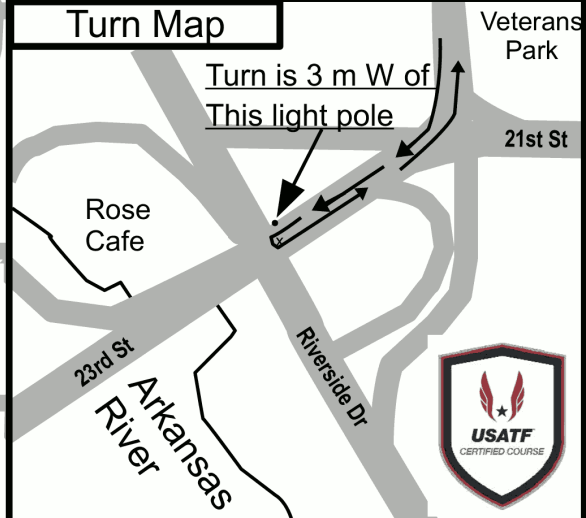 Turn Map
Veterans
Park
Turn is 3 m W of
This light pole
21st St
Rose
Cafe
23rd St
Riverside Dr
Arkansas
River
USATF
CERTIFIED COURSE